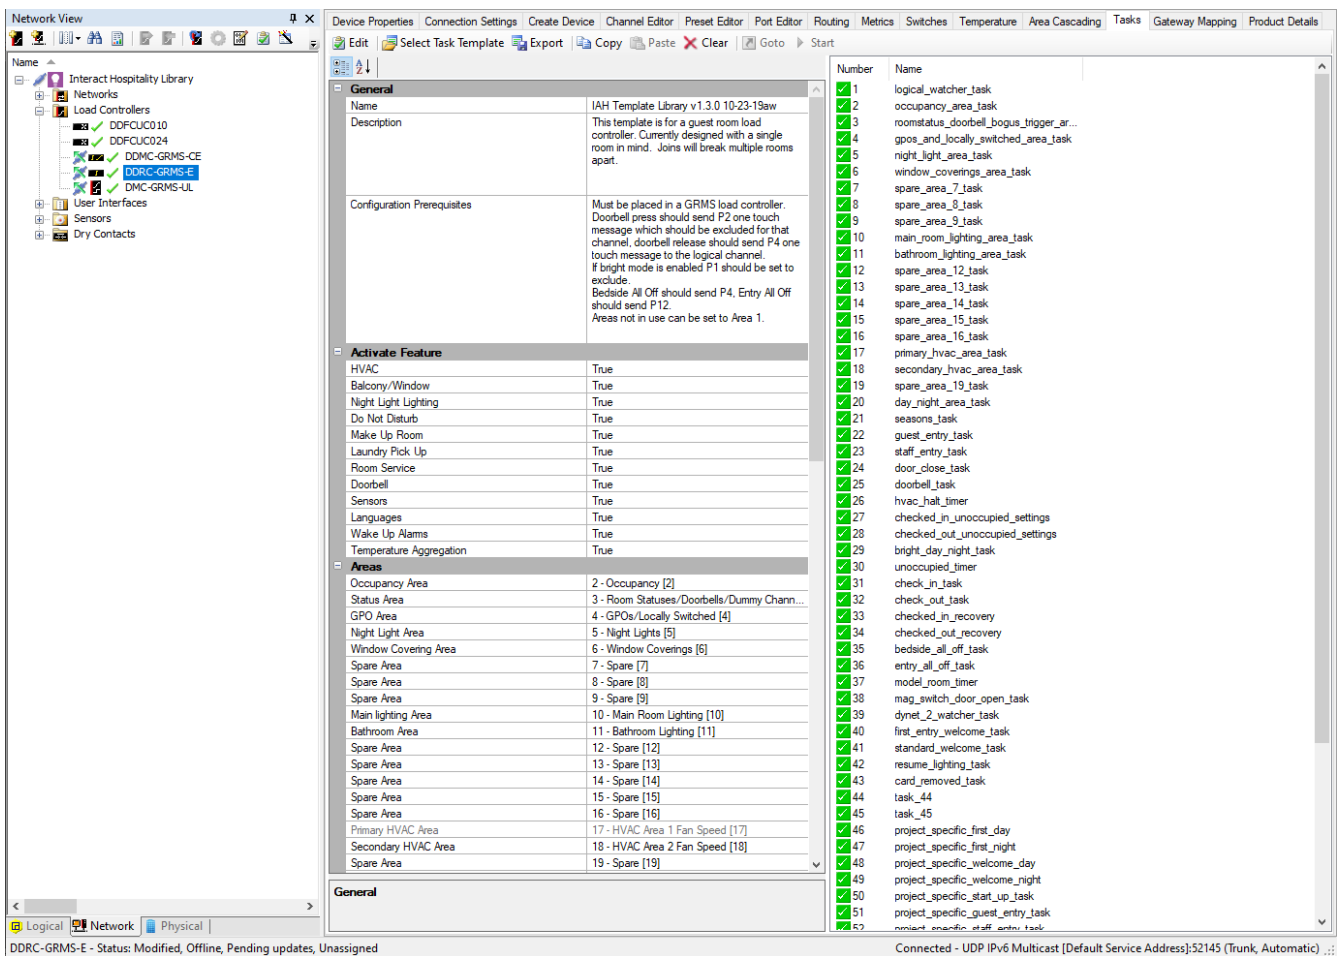 Network View
Device Properties Connection Settings Create Device Channel Editor Preset Editor Port Editor Routing Metrics Switches Temperature Area Cascading Tasks Gateway Mapping Product Details
Edit Select Task Template Export Copy Paste Clear Goto Start
Name
Interact Hospitality Library
Networks
Load Controllers
DDFCUC010
DDFCUC024
DDMC-GRMS-CE
DDRC-GRMS-E
DMC-GRMS-UL
User Interfaces
Sensors
Dry Contacts
General
Name IAH Template Library v1.3.0 10-23-19aw
Description This template is for a guest room load
controller. Currently designed with a single
room in mind. Joins will break multiple rooms
apart.
Configuration Prerequisites Must be placed in a GRMS load controller.
Doorbell press should send P2 one touch
message which should be excluded for that
channel, doorbell release should send P4 one
touch message to the logical channel.
If bright mode is enabled P1 should be set to
exclude.
Bedside All Off should send P4, Entry All Off
should send P12.
Areas not in use can be set to Area 1.
Activate Feature
HVAC True
Balcony/Window True
Night Light Lighting True
Do Not Disturb True
Make Up Room True
Laundry Pick Up True
Room Service True
Doorbell True
Sensors True
Languages True
Wake Up Alarms True
Temperature Aggregation True
Areas
Occupancy Area 2 - Occupancy [2]
Status Area 3 - Room Statuses/Doorbells/Dummy Chann...
GPO Area 4 - GPOs/Locally Switched [4]
Night Light Area 5 - Night Lights [5]
Window Covering Area 6 - Window Coverings [6]
Spare Area 7 - Spare [7]
Spare Area 8 - Spare [8]
Spare Area 9 - Spare [9]
Main lighting Area 10 - Main Room Lighting [10]
Bathroom Area 11 - Bathroom Lighting [11]
Spare Area 12 - Spare [12]
Spare Area 13 - Spare [13]
Spare Area 14 - Spare [14]
Spare Area 15 - Spare [15]
Spare Area 16 - Spare [16]
Primary HVAC Area 17 - HVAC Area 1 Fan Speed [17]
Secondary HVAC Area 18 - HVAC Area 2 Fan Speed [18]
Spare Area 19 - Spare [19]
General
Number Name
1 logical_watcher_task
2 occupancy_area_task
3 roomstatus_doorbell_bogus_trigger_ar...
4 gpos_and_locally_switched_area_task
5 night_light_area_task
6 window_coverings_area_task
7 spare_area_7_task
8 spare_area_8_task
9 spare_area_9_task
10 main_room_lighting_area_task
11 bathroom_lighting_area_task
12 spare_area_12_task
13 spare_area_13_task
14 spare_area_14_task
15 spare_area_15_task
16 spare_area_16_task
17 primary_hvac_area_task
18 secondary_hvac_area_task
19 spare_area_19_task
20 day_night_area_task
21 seasons_task
22 guest_entry_task
23 staff_entry_task
24 door_close_task
25 doorbell_task
26 hvac_halt_timer
27 checked_in_unoccupied_settings
28 checked_out_unoccupied_settings
29 bright_day_night_task
30 unoccupied_timer
31 check_in_task
32 check_out_task
33 checked_in_recovery
34 checked_out_recovery
35 bedside_all_off_task
36 entry_all_off_task
37 model_room_timer
38 mag_switch_door_open_task
39 dynet_2_watcher_task
40 first_entry_welcome_task
41 standard_welcome_task
42 resume_lighting_task
43 card_removed_task
44 task_44
45 task_45
46 project_specific_first_day
47 project_specific_first_night
48 project_specific_welcome_day
49 project_specific_welcome_night
50 project_specific_start_up_task
51 project_specific_guest_entry_task
52 project_specific_staff_entry_task
Logical Network Physical
DDRC-GRMS-E - Status: Modified, Offline, Pending updates, Unassigned
Connected - UDP IPv6 Multicast [Default Service Address]:52145 (Trunk, Automatic)